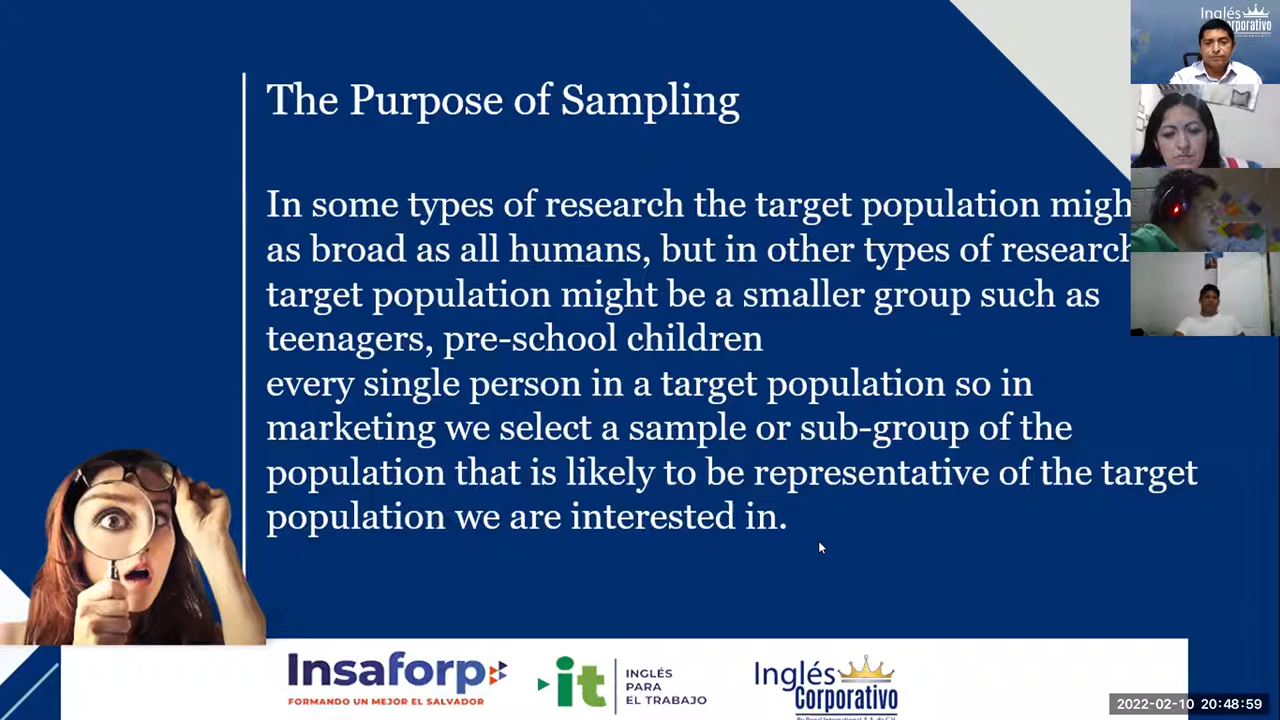 The Purpose of Sampling
In some types of research the target population migh
as broad as all humans, but in other types of research
target population might be a smaller group such as
teenagers, pre-school children
every single person in a target population so in
marketing we select a sample or sub-group of the
population that is likely to be representative of the target
population we are interested in.
Inglés
orporativo
Insaforp
FORMANDO UN MEJOR EL SALVADOR
it
INGLÉS
PARA
EL TRABAJO
Inglés
Corporativo
2022-02-10 20:48:59